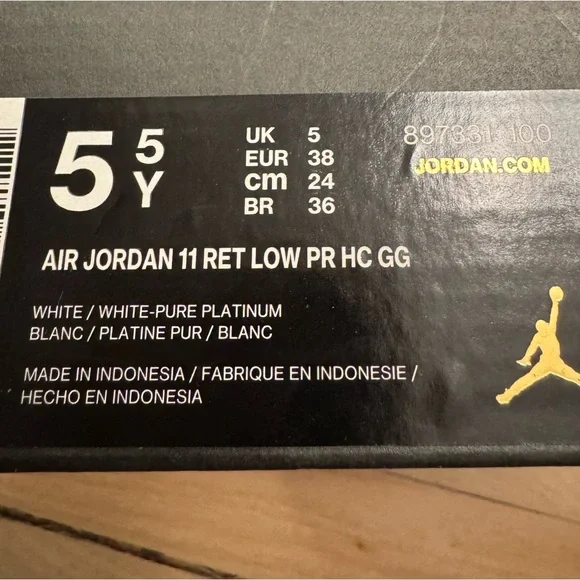 5 5 Y
UK 5
EUR 38
cm 24
BR 36
897331-100
JORDAN.COM
AIR JORDAN 11 RET LOW PR HC GG
WHITE / WHITE-PURE PLATINUM
BLANC / PLATINE PUR / BLANC
MADE IN INDONESIA / FABRIQUE EN INDONESIE /
HECHO EN INDONESIA